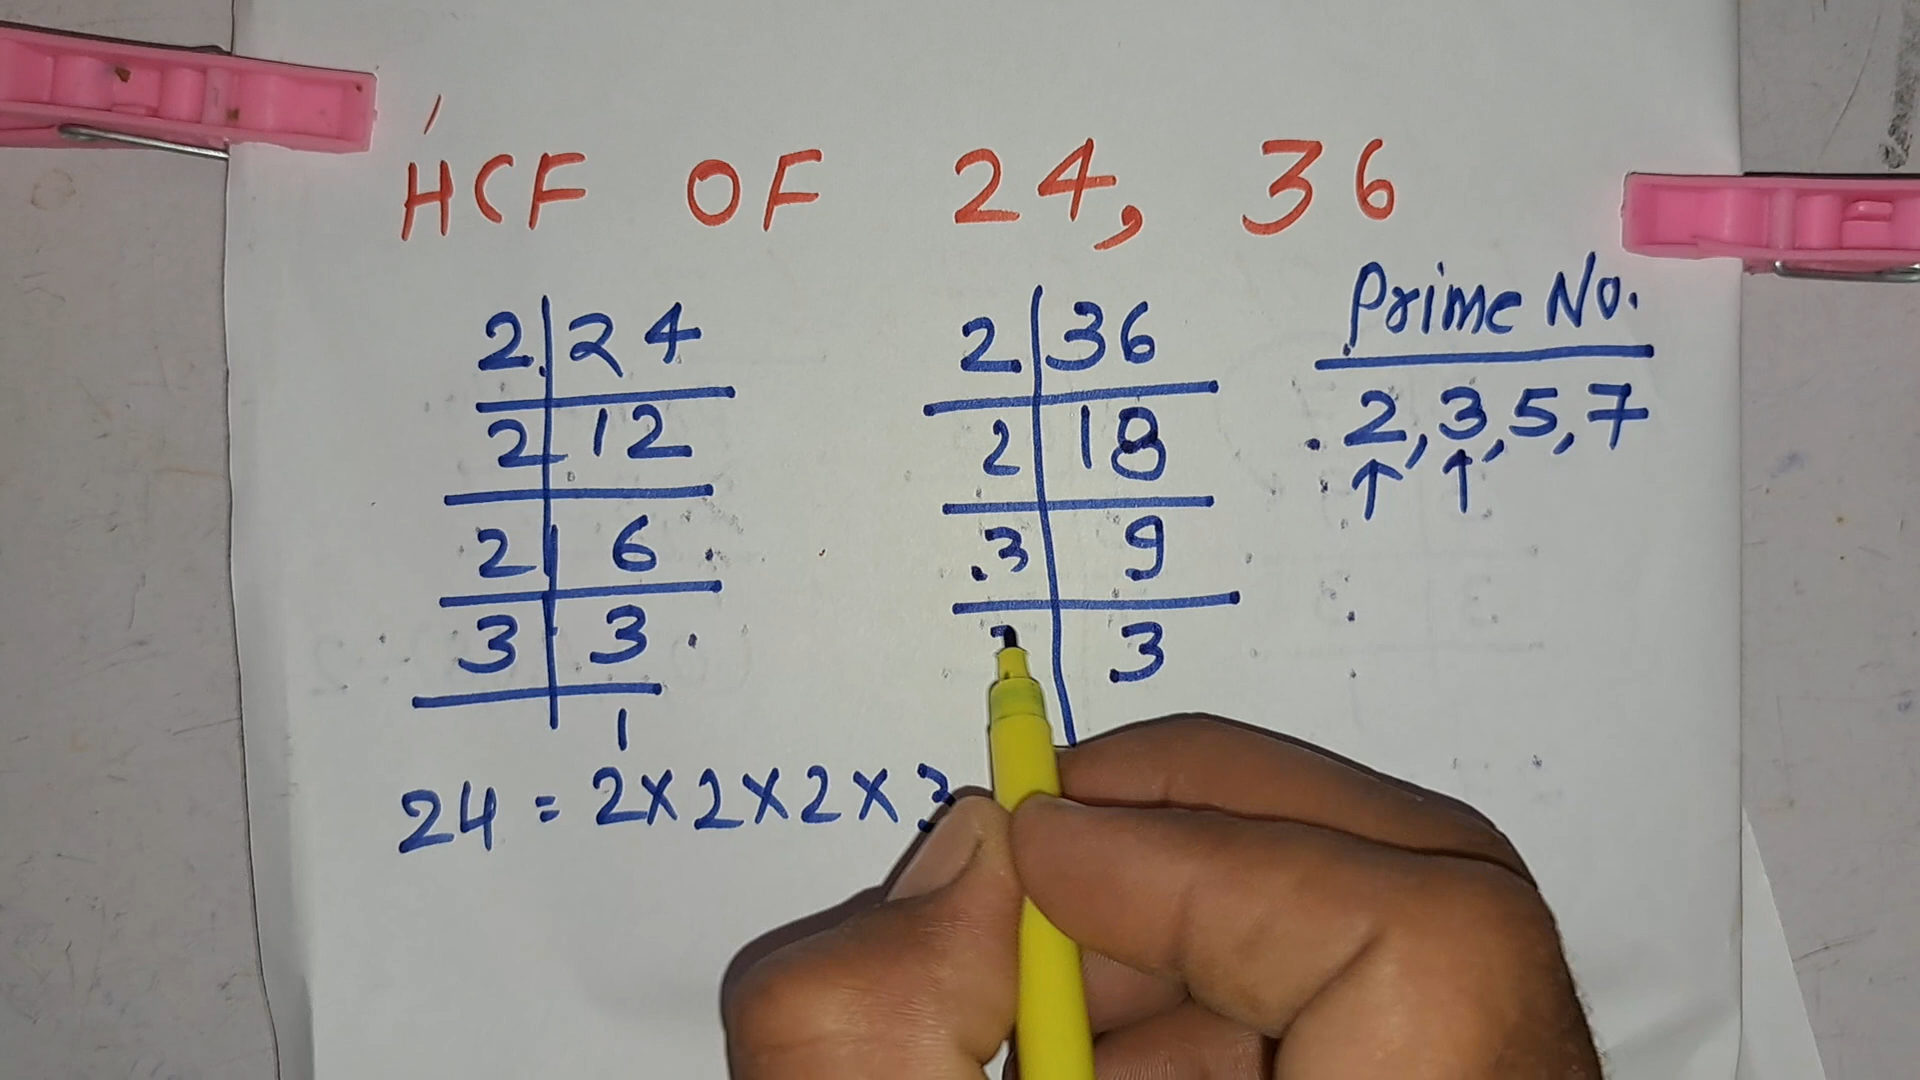 HCF OF 24, 36
Prime No.
2, 3, 5, 7
2 24
2 12
2 6
3 3
1
2 36
2 18
3 9
3
24 = 2×2×2×3